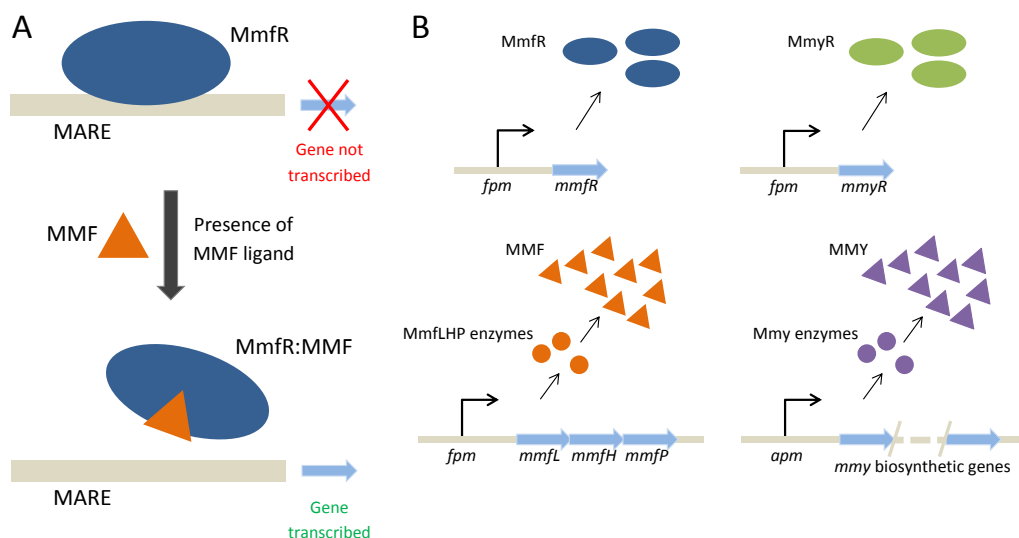 A
MmfR
MARE
Gene not
transcribed
MMF
Presence of
MMF ligand
MmfR:MMF
MARE
Gene
transcribed
B
MmfR
fpm
mmfR
MmyR
fpm
mmyR
MMF
MmfLHP enzymes
fpm
mmfL
mmfH
mmfP
MMY
Mmy enzymes
apm
mmy biosynthetic genes